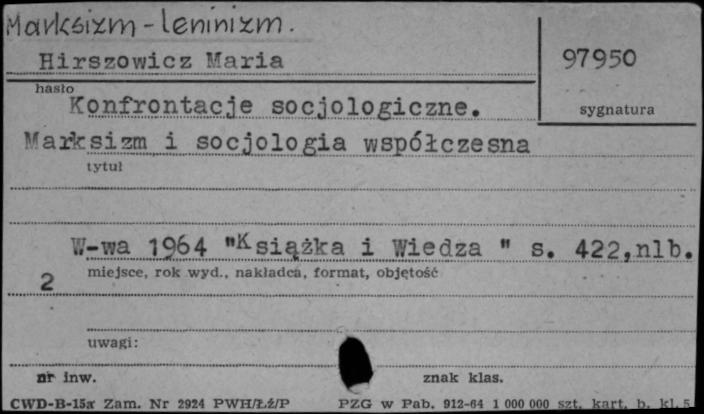 Marksizm-leninizm.
Hirszowicz Maria
97950
hasło
Konfrontacje socjologiczne.
sygnatura
Marksizm i socjologia współczesna
tytuł
W-wa 1964 "Książka i Wiedza " s. 422,nlb.
miejsce, rok wyd., nakładca, format, objętość
2
uwagi:
nr inw.
znak klas.
CWD-B-15a Zam. Nr 2924 PWH/Łź/P PZG w Pab. 912-64 1 000 000 szt. kart. b. kl. 5